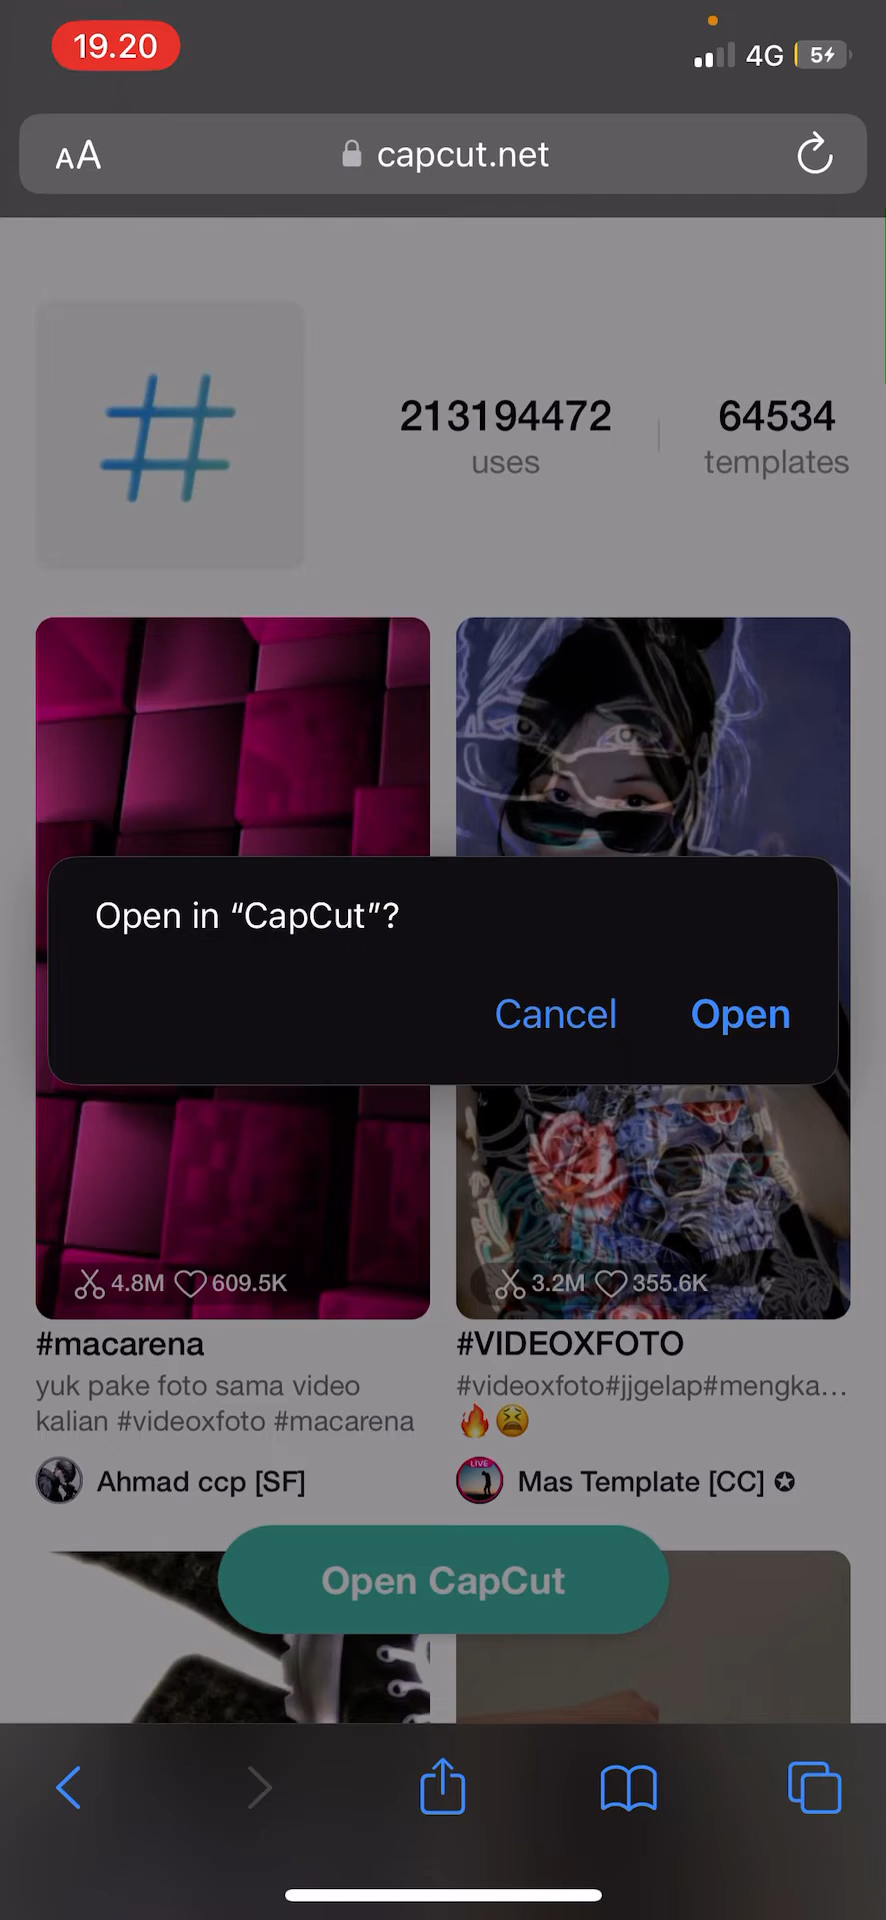 19.20
4G
5
AA
capcut.net
213194472
uses
64534
templates
Open in “CapCut”?
Cancel
Open
4.8M
609.5K
3.2M
355.6K
#macarena
yuk pake foto sama video
kalian #videoxfoto #macarena
Ahmad ccp [SF]
#VIDEOXFOTO
#videoxfoto#jjgelap#mengka...
🔥😫
LIVE
Mas Template [CC] ✪
Open CapCut